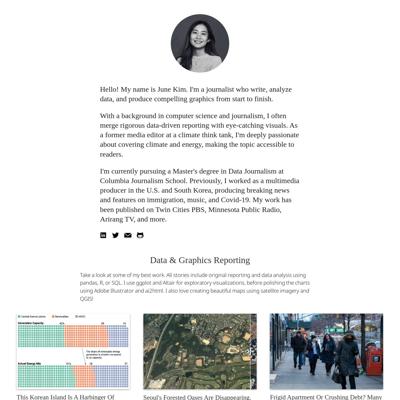 Hello! My name is June Kim. I'm a journalist who write, analyze
data, and produce compelling graphics from start to finish.
With a background in computer science and journalism, I often
merge rigorous data-driven reporting with eye-catching visuals. As
a former media editor at a climate think tank, I'm deeply passionate
about covering climate and energy, making the topic accessible to
readers.
I'm currently pursuing a Master's degree in Data Journalism at
Columbia Journalism School. Previously, I worked as a multimedia
producer in the U.S. and South Korea, producing breaking news
and features on immigration, music, and Covid-19. My work has
been published on Twin Cities PBS, Minnesota Public Radio,
Arirang TV, and more.
Data & Graphics Reporting
Take a look at some of my best work. All stories include original reporting and data analysis using
pandas, R, or SQL. I use ggplot and Altair for exploratory visualizations, before polishing the charts
using Adobe Illustrator and ai2html. I also love creating beautiful maps using satellite imagery and
QGIS!
Generators Capacity
Actual Energy Mix
This Korean Island Is A Harbinger Of
Seoul's Forested Oases Are Disappearing.
Frigid Apartment Or Crushing Debt? Many